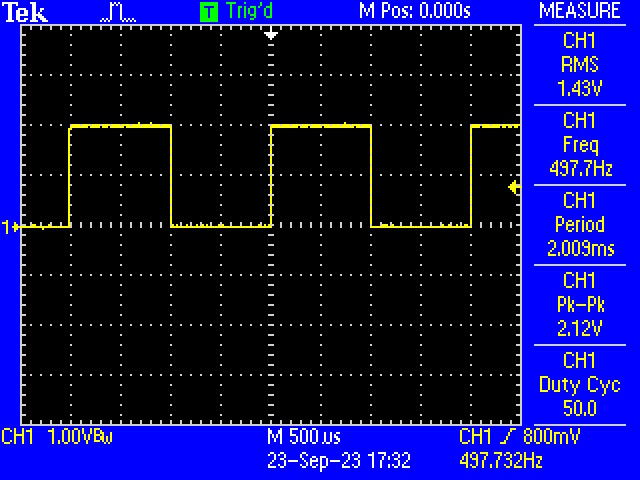 Tek T Trig'd M Pos: 0.000s MEASURE
CH1
RMS
1.43V
CH1
Freq
497.7Hz
CH1
Period
2.009ms
1
CH1
Pk-Pk
2.12V
CH1
Duty Cyc
50.0
CH1 1.00VBw M 500µs CH1 800mV
23-Sep-23 17:32 497.732Hz